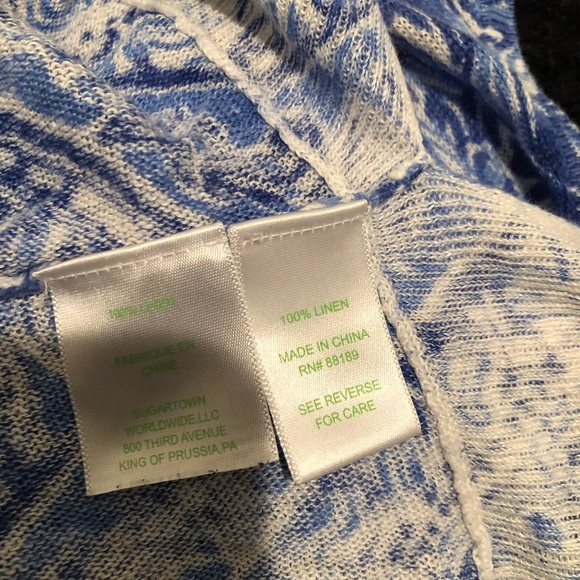 100% LINEN
FABRIQUE EN
CHINE
SUGARTOWN
WORLDWIDE,LLC
800 THIRD AVENUE
KING OF PRUSSIA,PA
100% LINEN
MADE IN CHINA
RN# 88189
SEE REVERSE
FOR CARE